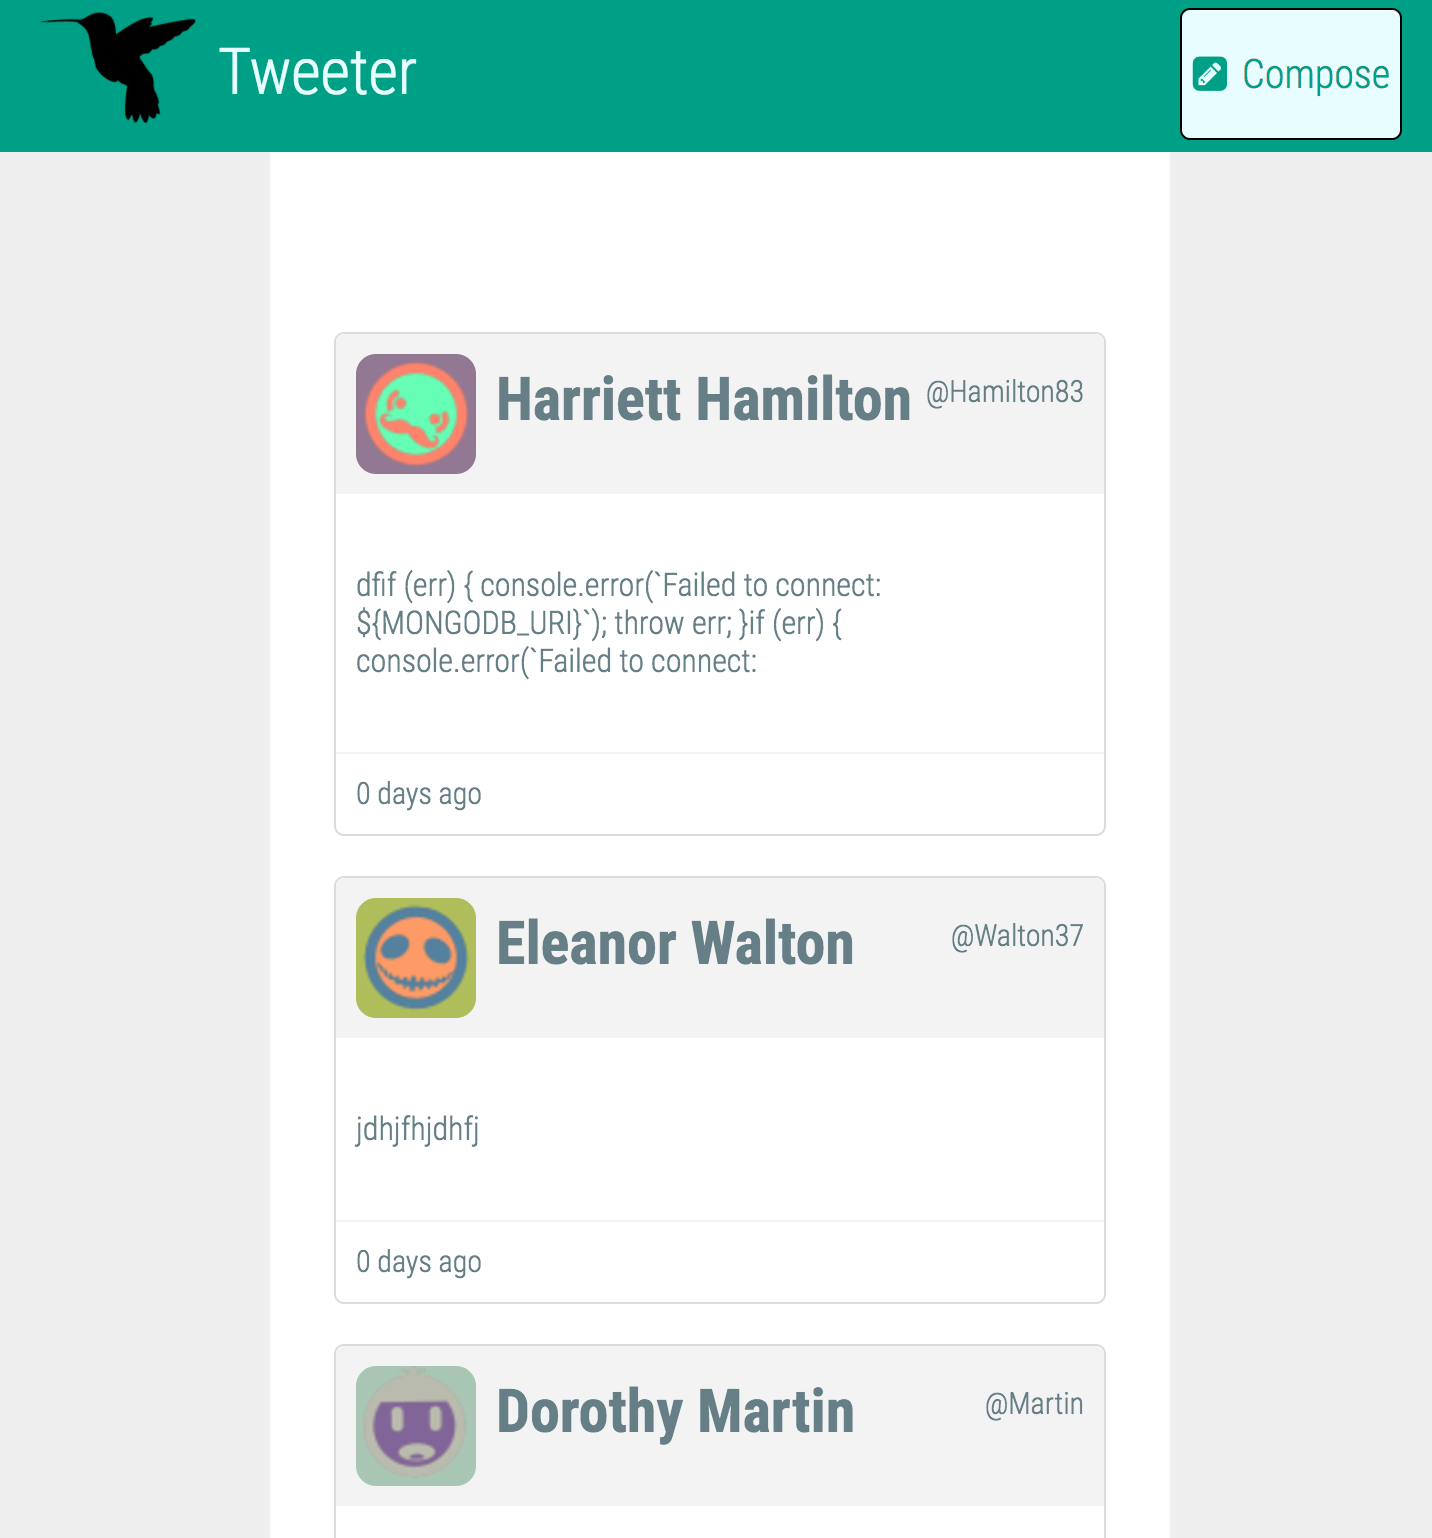 Tweeter
Compose
Harriett Hamilton @Hamilton83
dfif (err) { console.error(`Failed to connect:
${MONGODB_URI}`); throw err; }if (err) {
console.error(`Failed to connect:
0 days ago
Eleanor Walton @Walton37
jdhjfhjdhfj
0 days ago
Dorothy Martin @Martin